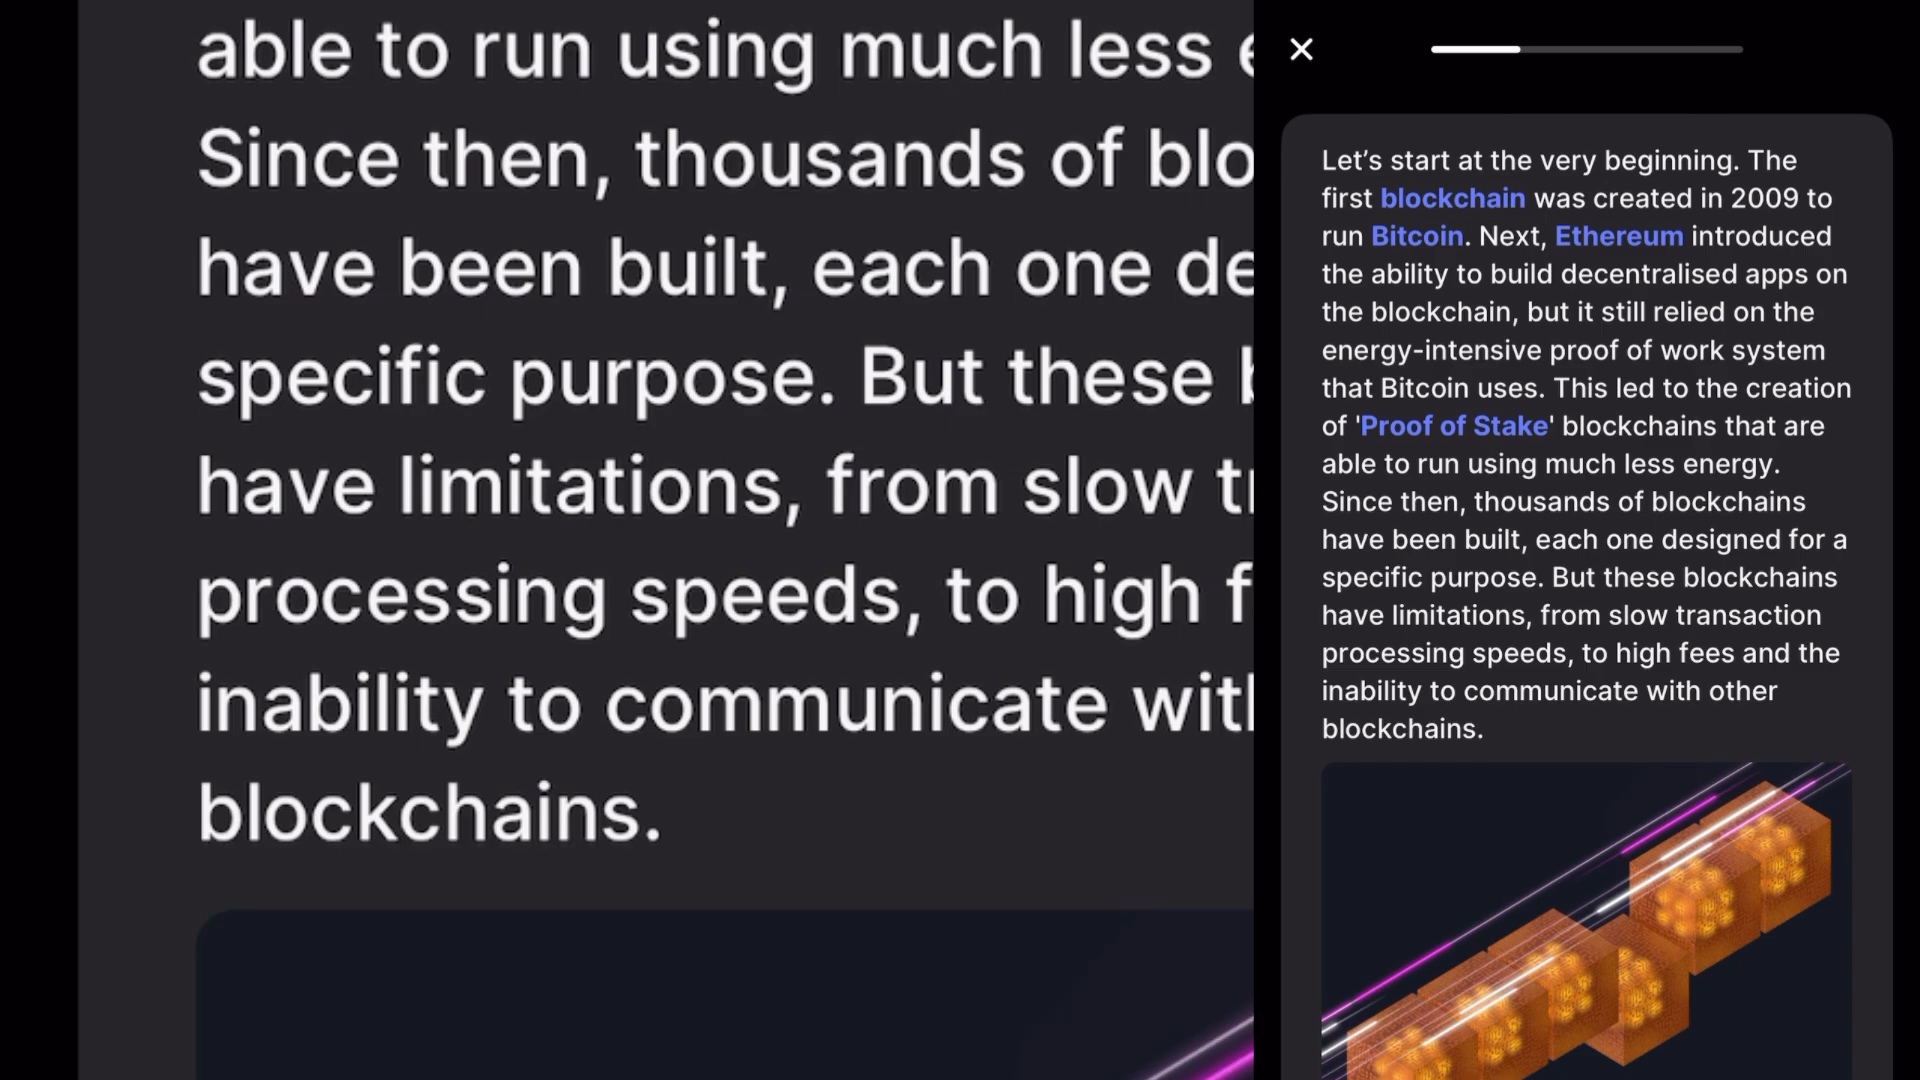 able to run using much less
Since then, thousands of blo
have been built, each one de
specific purpose. But these
have limitations, from slow
processing speeds, to high f
inability to communicate with
blockchains.
Let’s start at the very beginning. The
first blockchain was created in 2009 to
run Bitcoin. Next, Ethereum introduced
the ability to build decentralised apps on
the blockchain, but it still relied on the
energy-intensive proof of work system
that Bitcoin uses. This led to the creation
of 'Proof of Stake' blockchains that are
able to run using much less energy.
Since then, thousands of blockchains
have been built, each one designed for a
specific purpose. But these blockchains
have limitations, from slow transaction
processing speeds, to high fees and the
inability to communicate with other
blockchains.